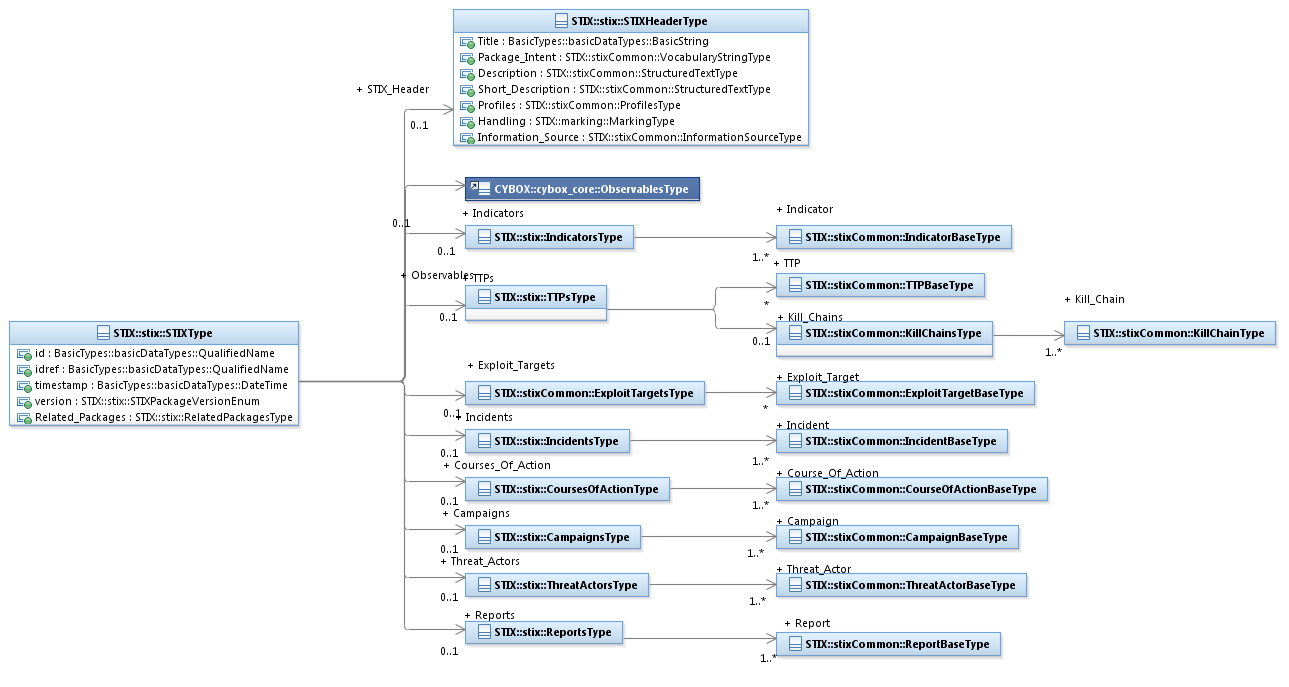 STIX::stix::STIXHeaderType
Title : BasicTypes::basicDataTypes::BasicString
Package_Intent : STIX::stixCommon::VocabularyStringType
Description : STIX::stixCommon::StructuredTextType
Short_Description : STIX::stixCommon::StructuredTextType
Profiles : STIX::stixCommon::ProfilesType
Handling : STIX::marking::MarkingType
Information_Source : STIX::stixCommon::InformationSourceType
+ STIX_Header
0..1
CYBOX::cybox_core::ObservablesType
0..1
+ Observables
+ Indicators
STIX::stix::IndicatorsType
0..1
+ Indicator
STIX::stixCommon::IndicatorBaseType
1..*
+ TTPs
STIX::stix::TTPsType
0..1
+ TTP
STIX::stixCommon::TTPBaseType
*
+ Kill_Chains
STIX::stixCommon::KillChainsType
0..1
+ Kill_Chain
STIX::stixCommon::KillChainType
1..*
STIX::stix::STIXType
id : BasicTypes::basicDataTypes::QualifiedName
idref : BasicTypes::basicDataTypes::QualifiedName
timestamp : BasicTypes::basicDataTypes::DateTime
version : STIX::stix::STIXPackageVersionEnum
Related_Packages : STIX::stix::RelatedPackagesType
+ Exploit_Targets
STIX::stixCommon::ExploitTargetsType
0..1
+ Exploit_Target
STIX::stixCommon::ExploitTargetBaseType
*
+ Incidents
STIX::stix::IncidentsType
0..1
+ Incident
STIX::stixCommon::IncidentBaseType
1..*
+ Courses_Of_Action
STIX::stix::CoursesOfActionType
0..1
+ Course_Of_Action
STIX::stixCommon::CourseOfActionBaseType
1..*
+ Campaigns
STIX::stix::CampaignsType
0..1
+ Campaign
STIX::stixCommon::CampaignBaseType
1..*
+ Threat_Actors
STIX::stix::ThreatActorsType
0..1
+ Threat_Actor
STIX::stixCommon::ThreatActorBaseType
1..*
+ Reports
STIX::stix::ReportsType
0..1
+ Report
STIX::stixCommon::ReportBaseType
1..*